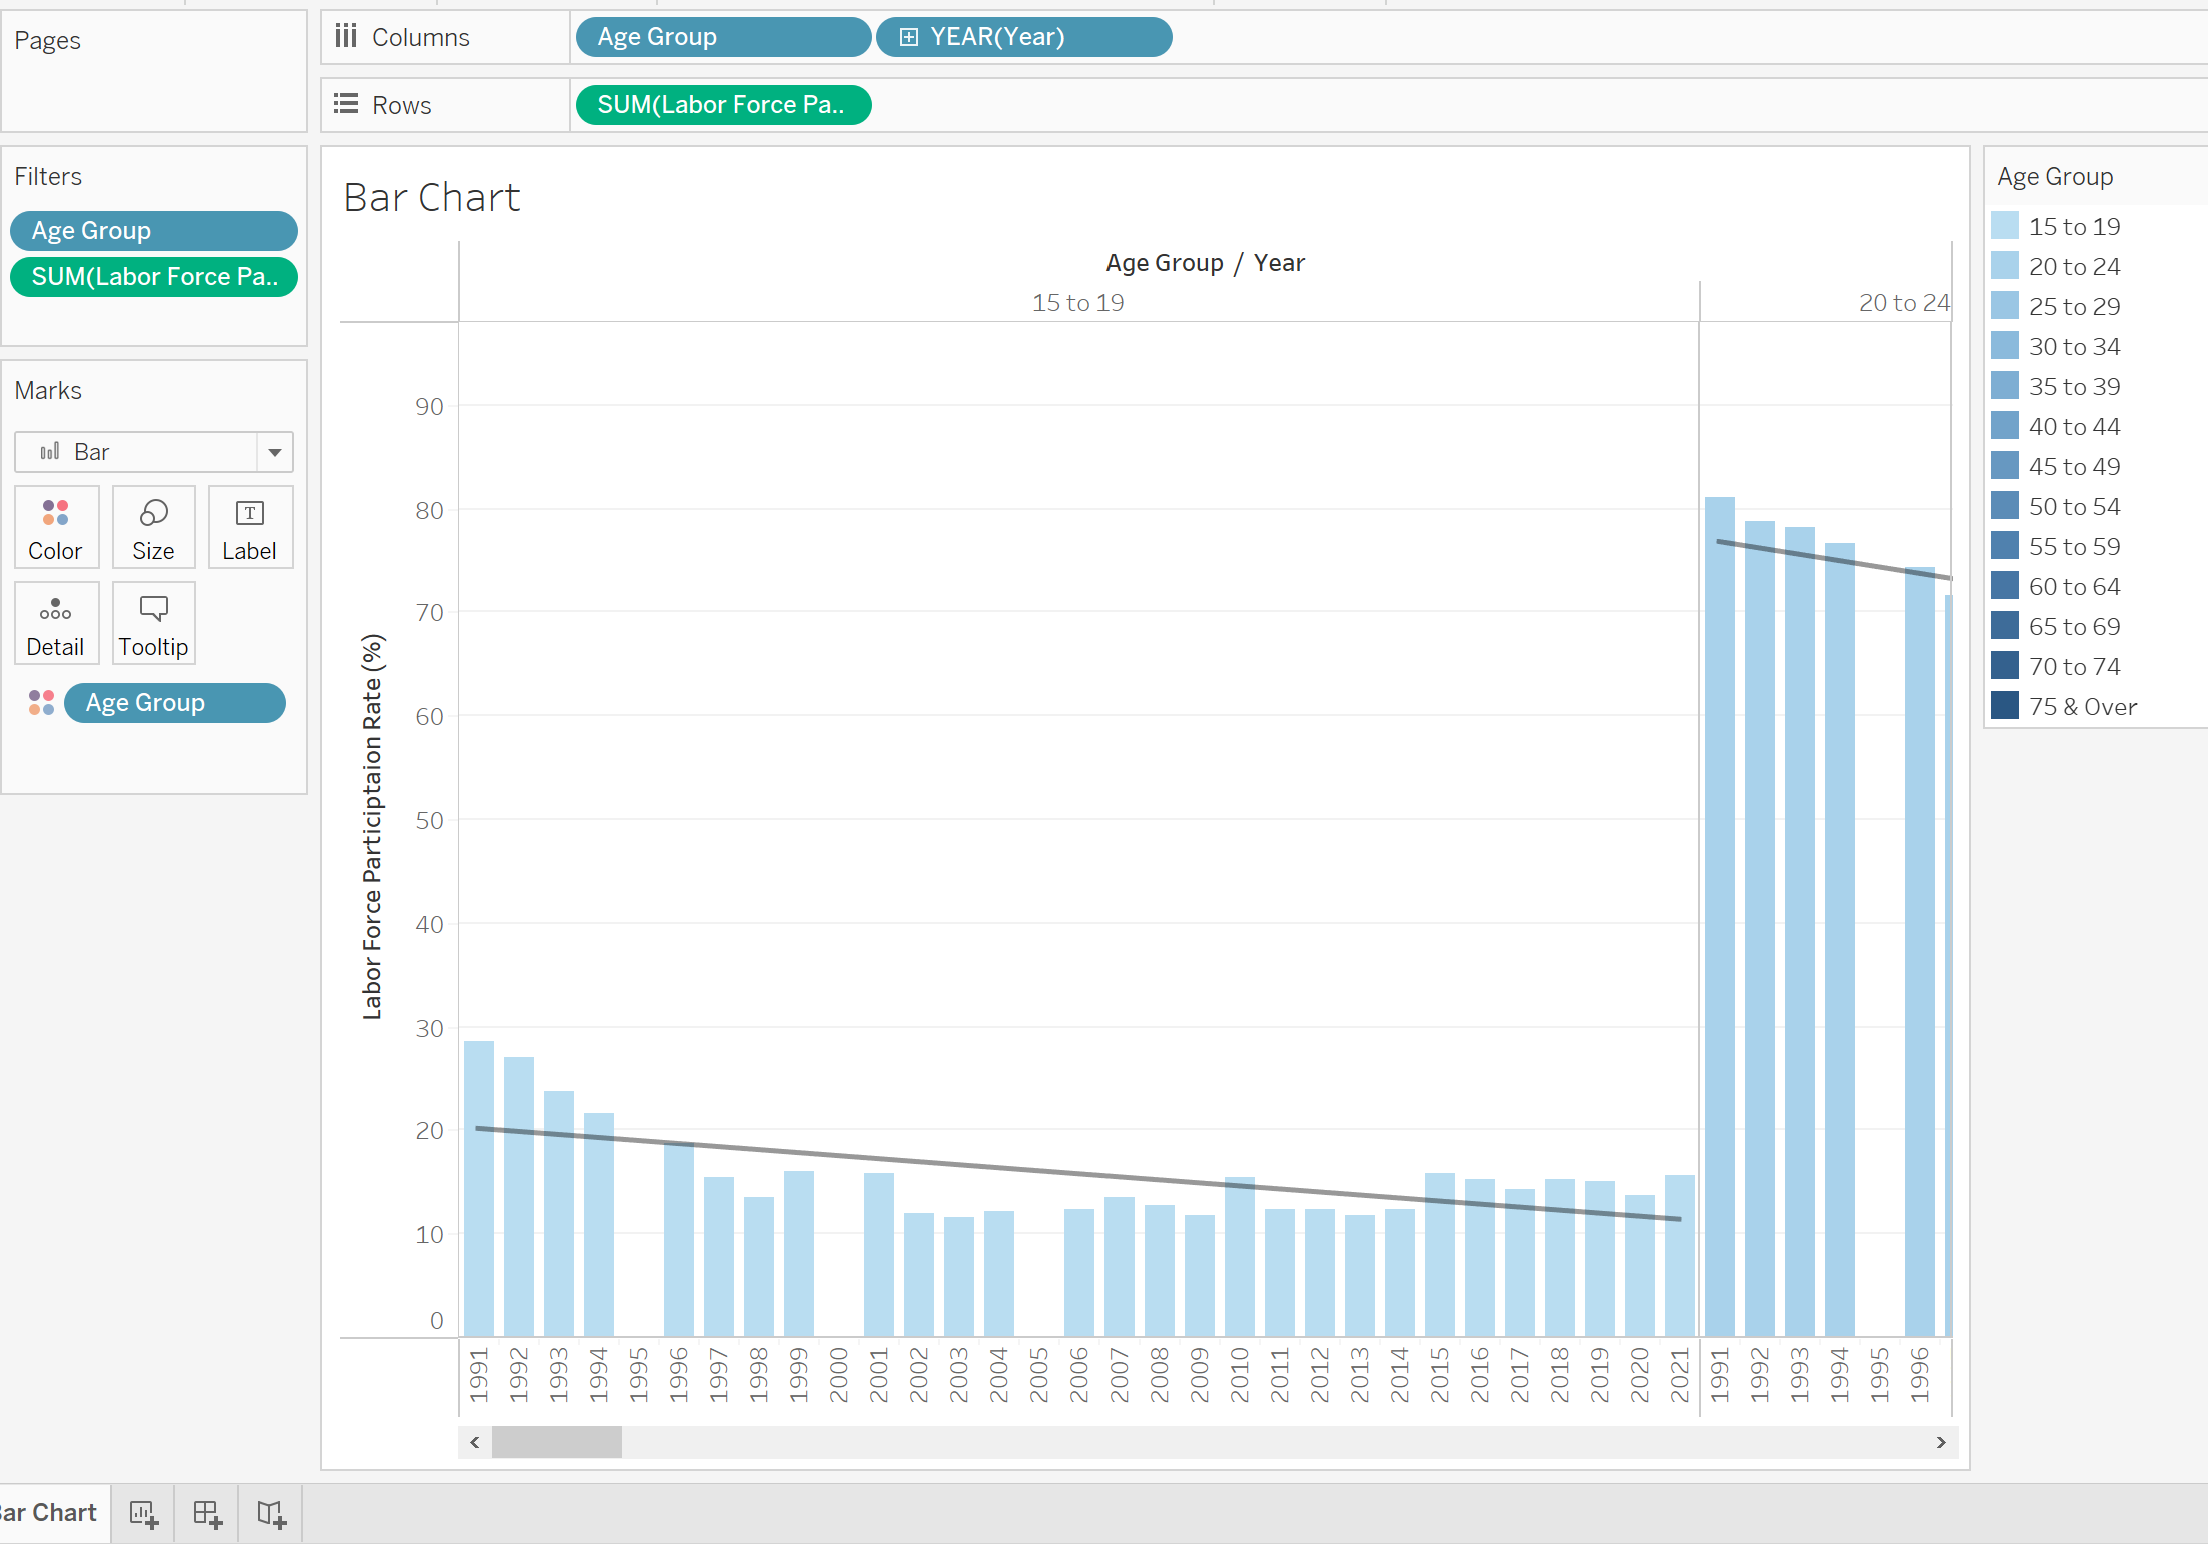 Pages
Columns
Age Group
YEAR(Year)
Rows
SUM(Labor Force Pa..
Filters
Age Group
SUM(Labor Force Pa..
Marks
Bar
Color
Size
T
Label
Detail
Tooltip
Age Group
Bar Chart
Age Group / Year
15 to 19
20 to 24
Labor Force Participtaion Rate (%)
90
80
70
60
50
40
30
20
10
0
1991
1992
1993
1994
1995
1996
1997
1998
1999
2000
2001
2002
2003
2004
2005
2006
2007
2008
2009
2010
2011
2012
2013
2014
2015
2016
2017
2018
2019
2020
2021
1991
1992
1993
1994
1995
1996
Age Group
15 to 19
20 to 24
25 to 29
30 to 34
35 to 39
40 to 44
45 to 49
50 to 54
55 to 59
60 to 64
65 to 69
70 to 74
75 & Over
ar Chart